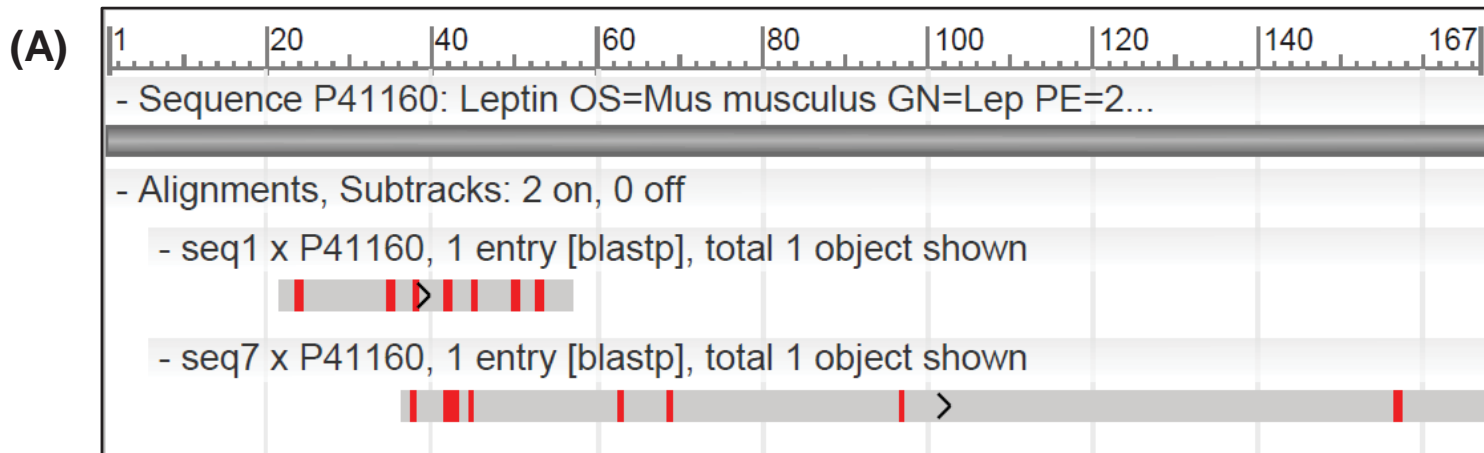 (A)
1 20 40 60 80 100 120 140 167
- Sequence P41160: Leptin OS=Mus musculus GN=Lep PE=2...
- Alignments, Subtracks: 2 on, 0 off
- seq1 x P41160, 1 entry [blastp], total 1 object shown
- seq7 x P41160, 1 entry [blastp], total 1 object shown